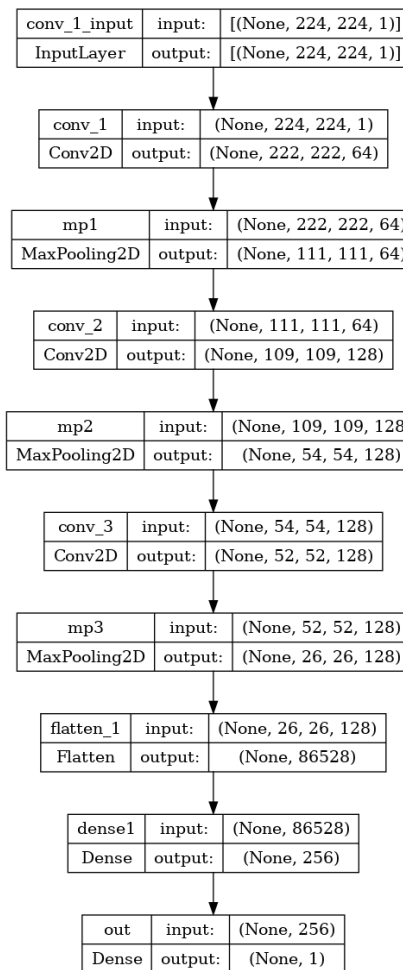 conv_1_input input: [(None, 224, 224, 1)]
InputLayer output: [(None, 224, 224, 1)]
conv_1 input: (None, 224, 224, 1)
Conv2D output: (None, 222, 222, 64)
mp1 input: (None, 222, 222, 64)
MaxPooling2D output: (None, 111, 111, 64)
conv_2 input: (None, 111, 111, 64)
Conv2D output: (None, 109, 109, 128)
mp2 input: (None, 109, 109, 128
MaxPooling2D output: (None, 54, 54, 128)
conv_3 input: (None, 54, 54, 128)
Conv2D output: (None, 52, 52, 128)
mp3 input: (None, 52, 52, 128)
MaxPooling2D output: (None, 26, 26, 128)
flatten_1 input: (None, 26, 26, 128)
Flatten output: (None, 86528)
dense1 input: (None, 86528)
Dense output: (None, 256)
out input: (None, 256)
Dense output: (None, 1)